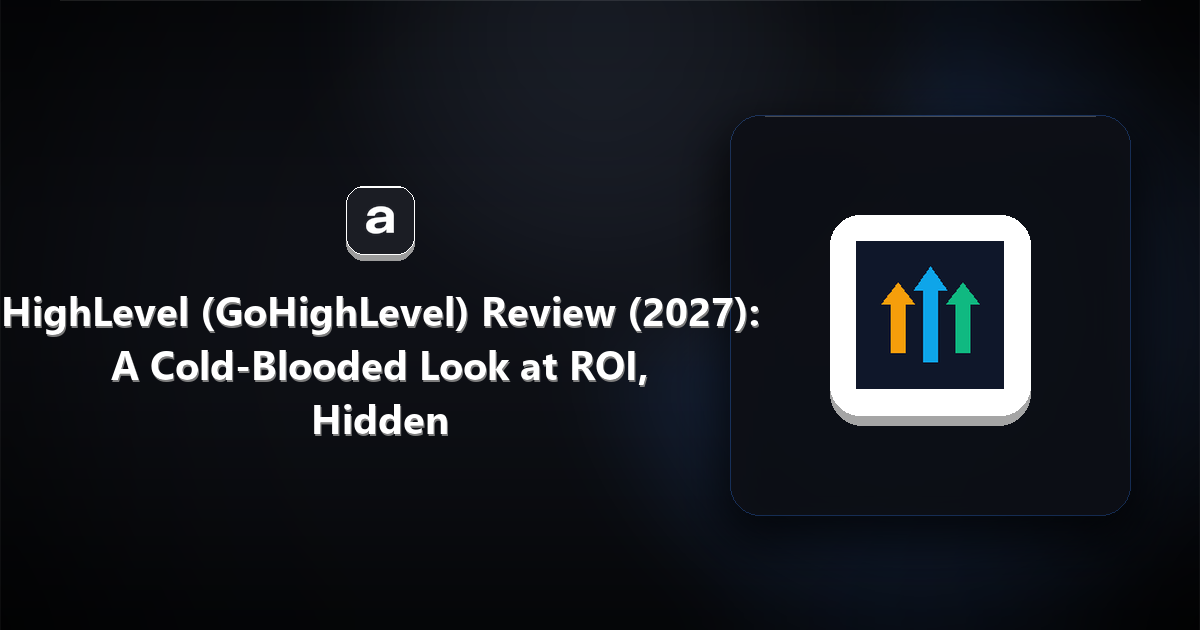 a
HighLevel (GoHighLevel) Review (2027):
A Cold-Blooded Look at ROI,
Hidden